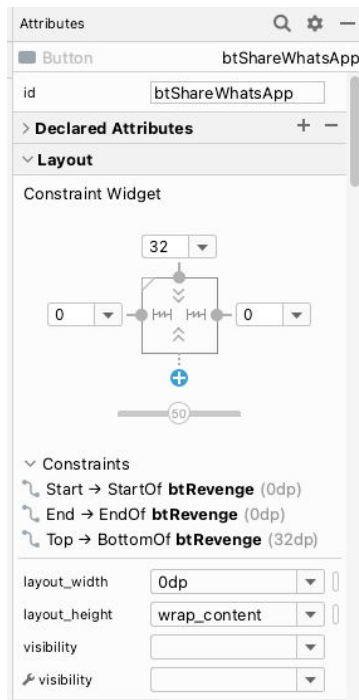 Attributes
Button btShareWhatsApp
id btShareWhatsApp
Declared Attributes
Layout
Constraint Widget
32
0 0
50
Constraints
Start → StartOf btRevenge (0dp)
End → EndOf btRevenge (0dp)
Top → BottomOf btRevenge (32dp)
layout_width 0dp
layout_height wrap_content
visibility
visibility